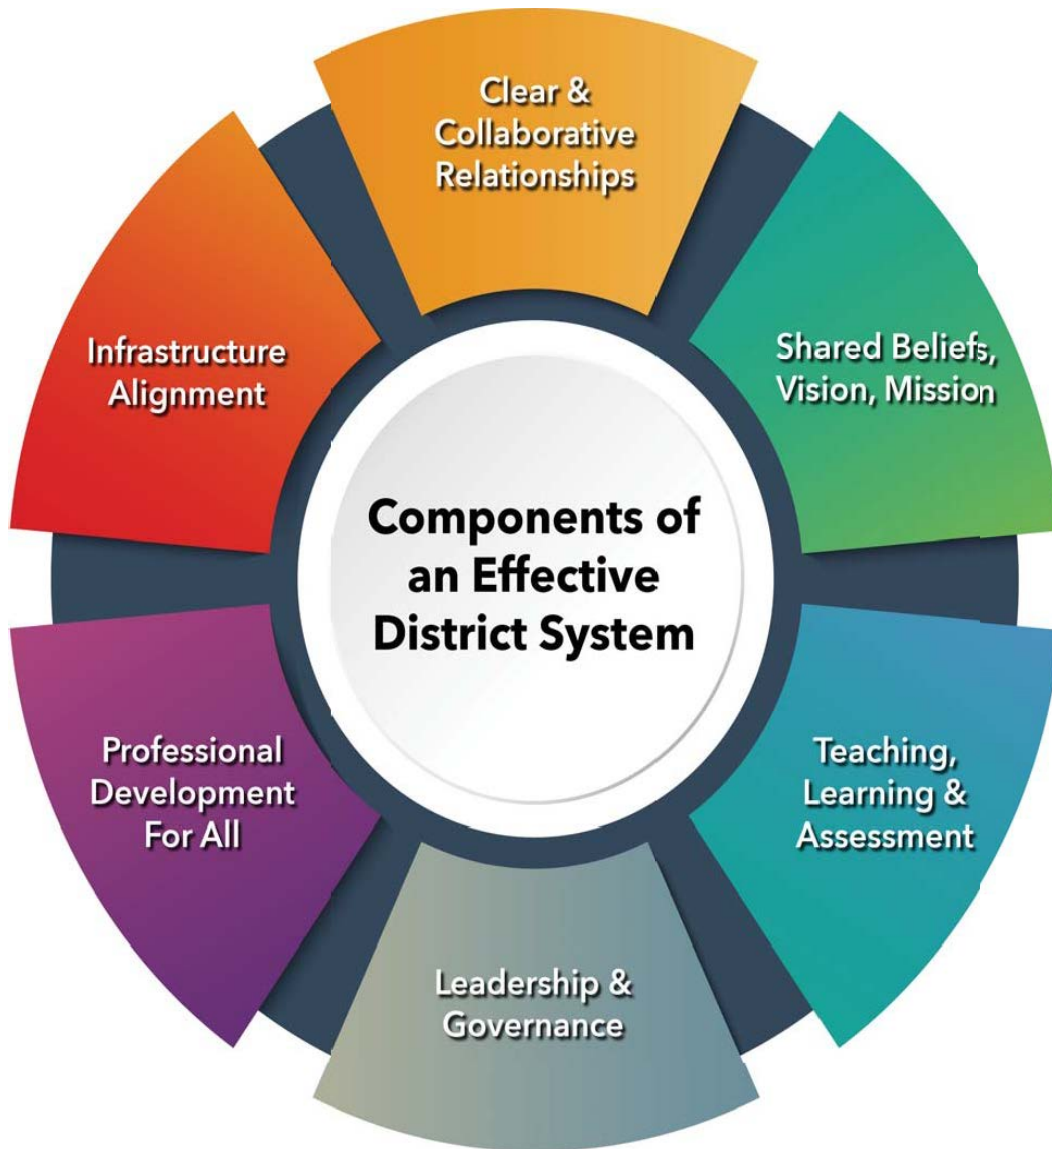 Clear &
Collaborative
Relationships
Shared Beliefs,
Vision, Mission
Teaching,
Learning &
Assessment
Leadership &
Governance
Professional
Development
For All
Infrastructure
Alignment
Components of
an Effective
District System